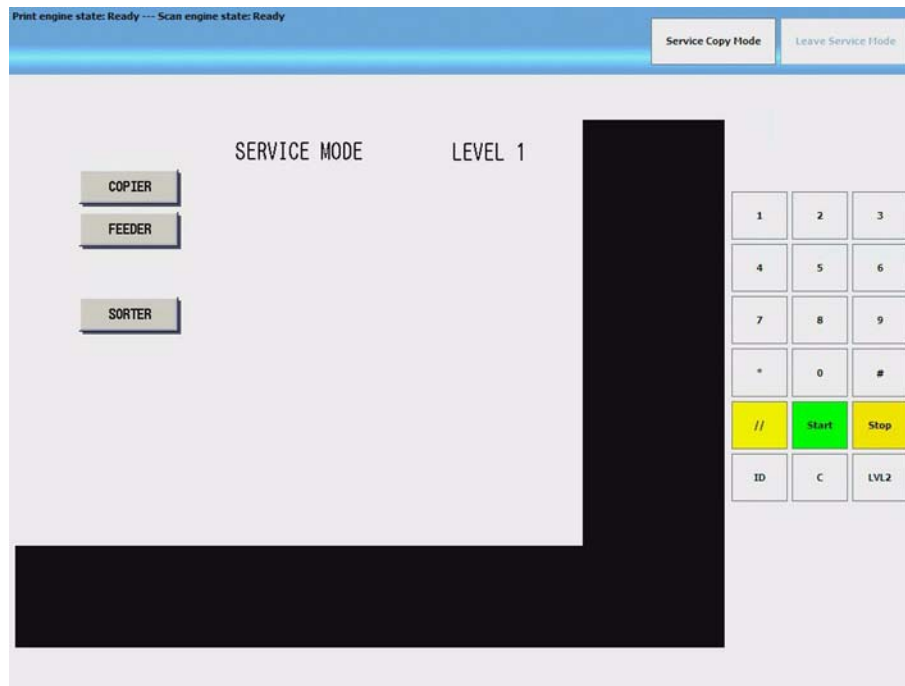 Print engine state: Ready --- Scan engine state: Ready
Service Copy Mode
Leave Service Mode
SERVICE MODE LEVEL 1
COPIER
FEEDER
SORTER
1 2 3
4 5 6
7 8 9
* 0 #
// Start Stop
ID C LVL2